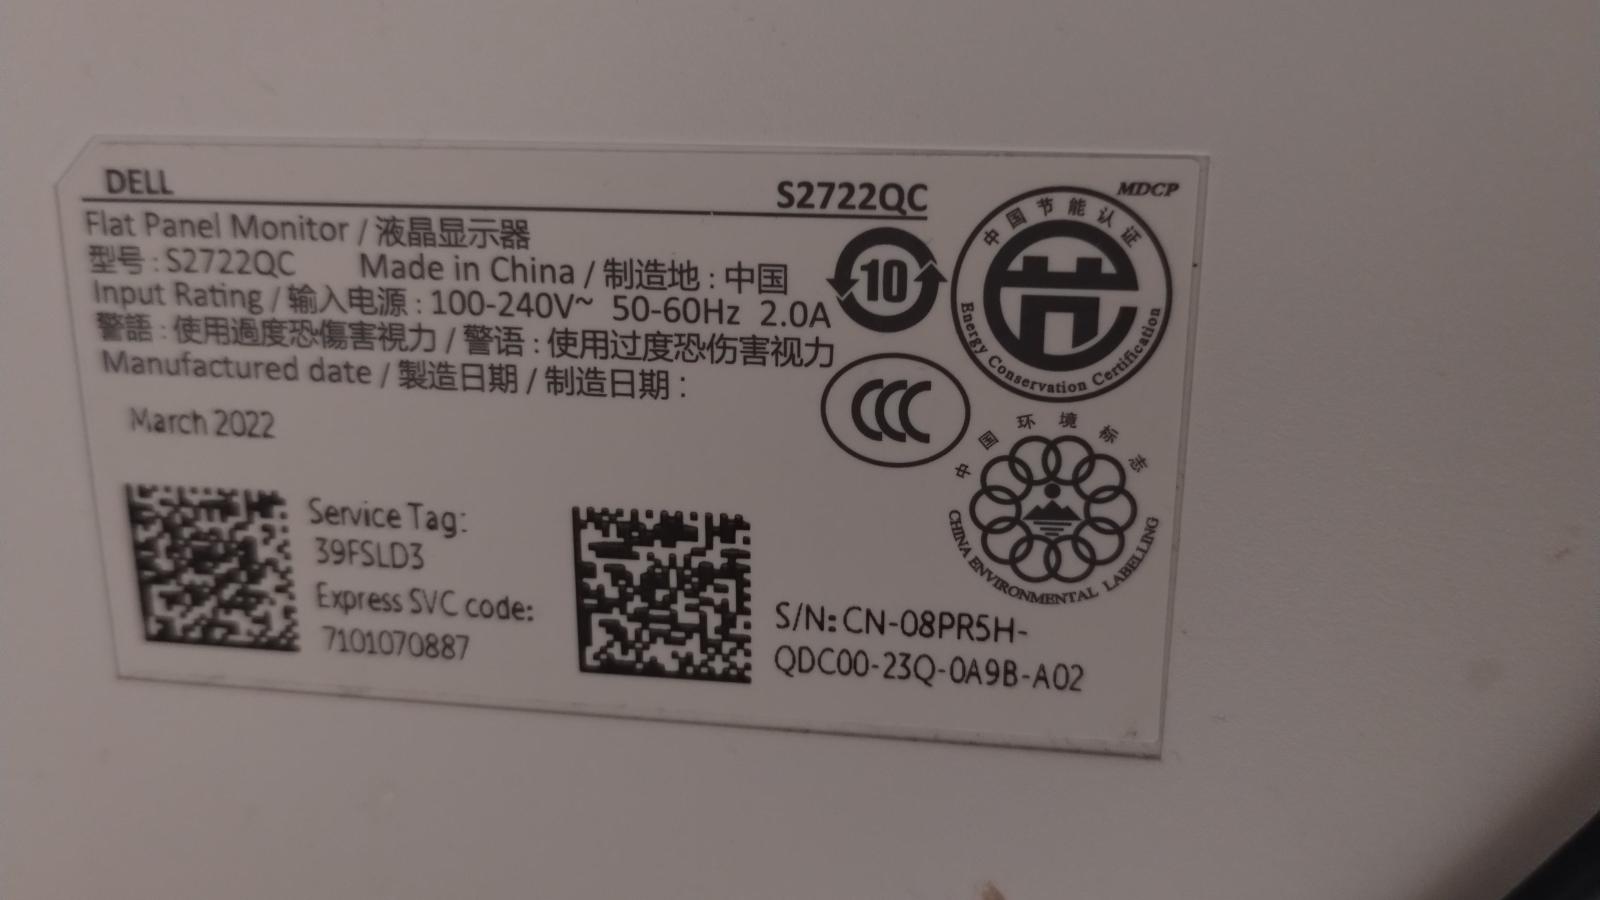 DELL S2722QC
MDCP
Flat Panel Monitor / 液晶显示器
型号 : S2722QC Made in China / 制造地 : 中国
Input Rating / 输入电源 : 100-240V~ 50-60Hz 2.0A
警語 : 使用過度恐傷害視力 / 警语 : 使用过度恐伤害视力
Manufactured date / 製造日期 / 制造日期 :
March 2022
10
中国节能认证
Energy Conservation Certification
CCC
中国环境标志
CHINA ENVIRONMENTAL LABELLING
Service Tag:
39FSLD3
Express SVC code:
7101070887
S/N: CN-08PR5H-
QDC00-23Q-0A9B-A02